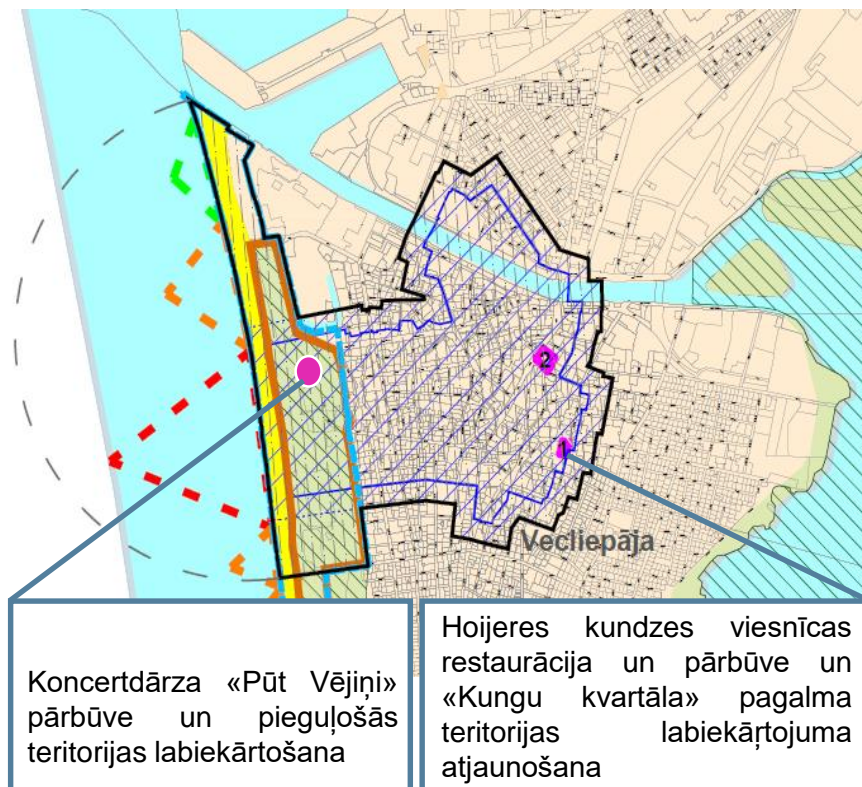 2
1
Vecliepāja
Koncertdārza «Pūt Vējiņi»
pārbūve un pieguļošās
teritorijas labiekārtošana
Hoijeres kundzes viesnīcas
restaurācija un pārbūve un
«Kungu kvartāla» pagalma
teritorijas labiekārtojuma
atjaunošana